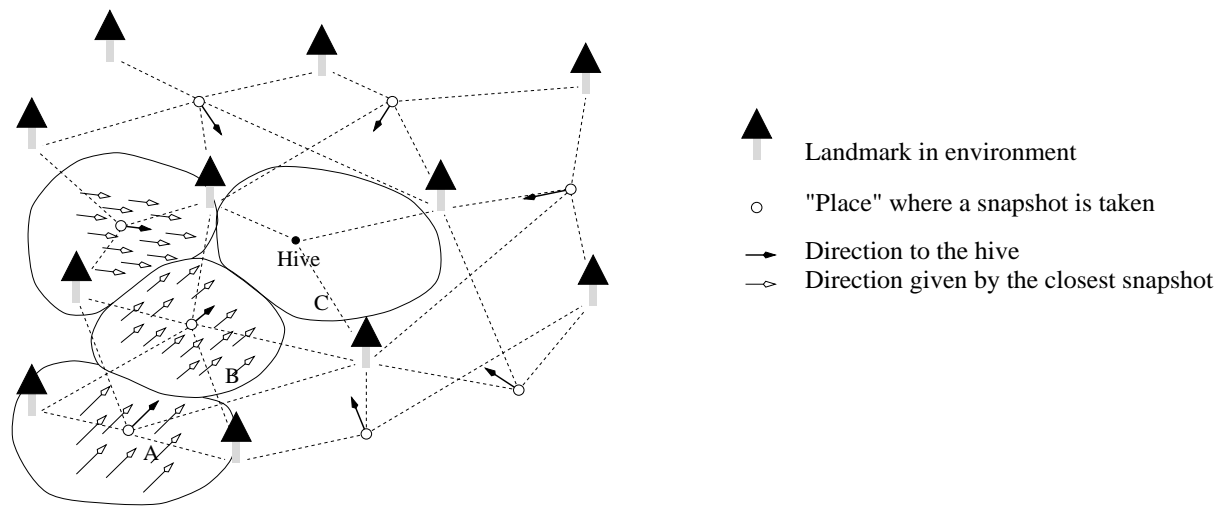 Hive
C
B
A
Landmark in environment
"Place" where a snapshot is taken
Direction to the hive
Direction given by the closest snapshot